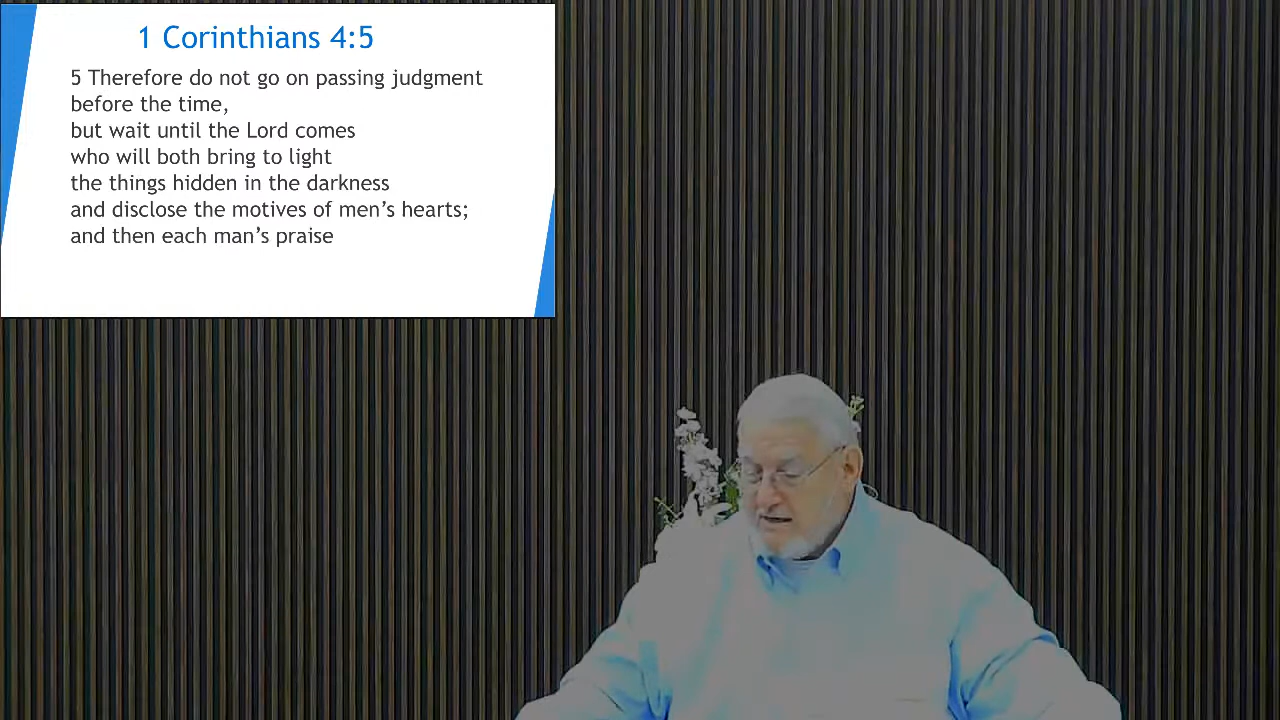 1 Corinthians 4:5
5 Therefore do not go on passing judgment
before the time,
but wait until the Lord comes
who will both bring to light
the things hidden in the darkness
and disclose the motives of men’s hearts;
and then each man’s praise